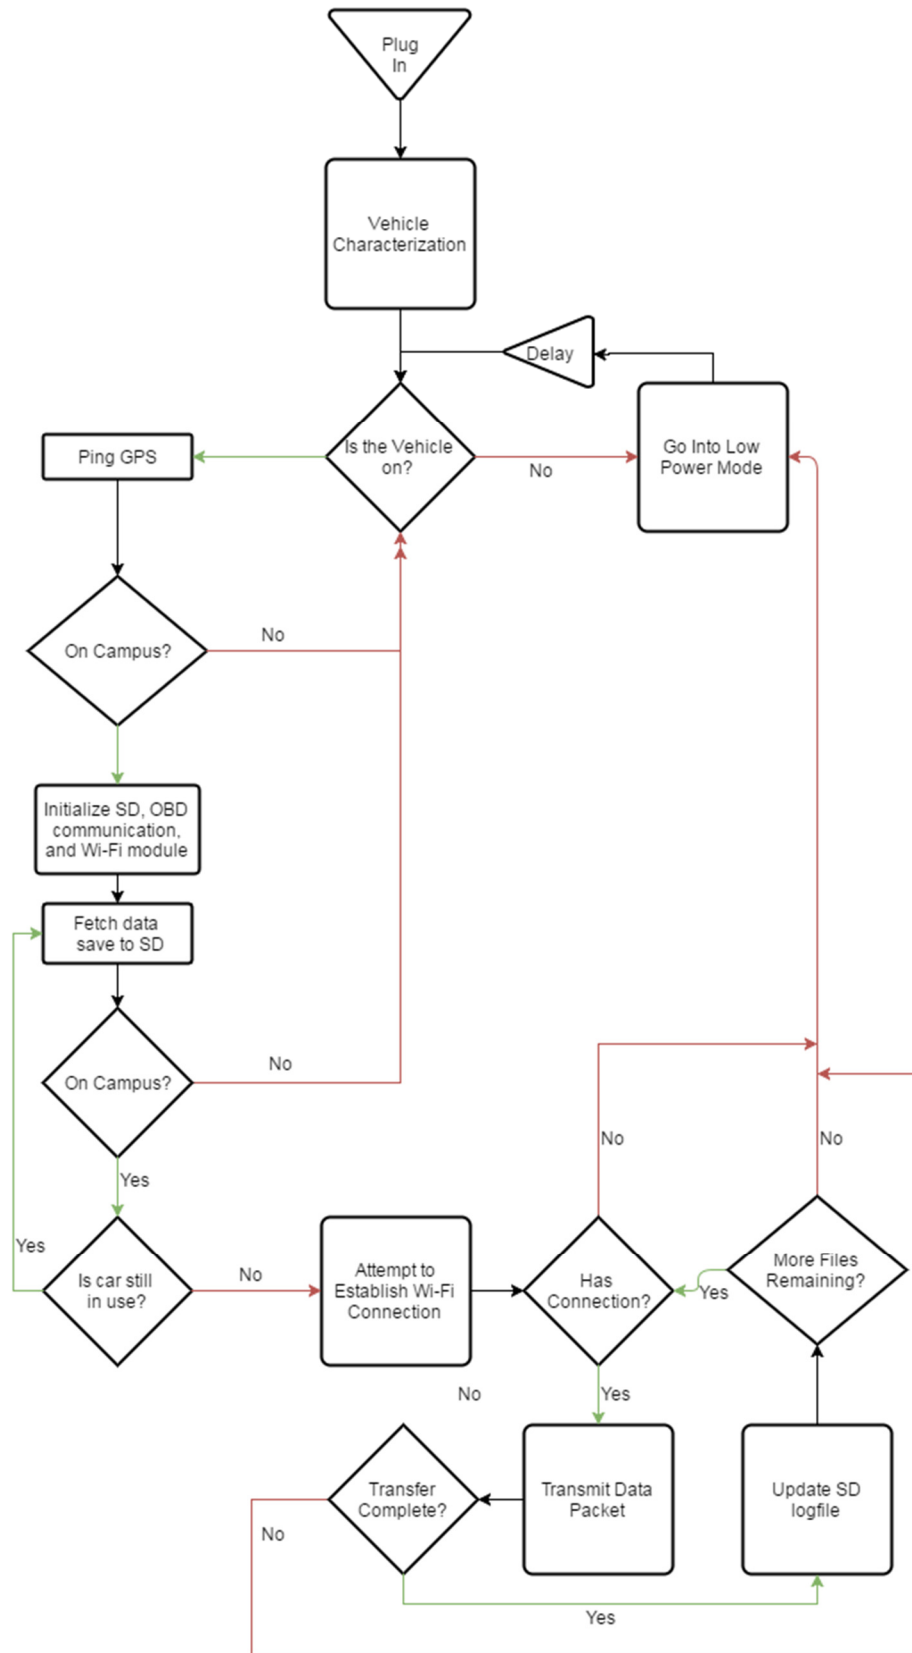 Plug
In
Vehicle
Characterization
Delay
Is the Vehicle
on?
No
Go Into Low
Power Mode
Ping GPS
On Campus?
No
Initialize SD, OBD
communication,
and Wi-Fi module
Fetch data
save to SD
On Campus?
No
Yes
No
No
Is car still
in use?
Yes
No
Attempt to
Establish Wi-Fi
Connection
Has
Connection?
More Files
Remaining?
Yes
No
Yes
Transfer
Complete?
No
Transmit Data
Packet
Update SD
logfile
Yes